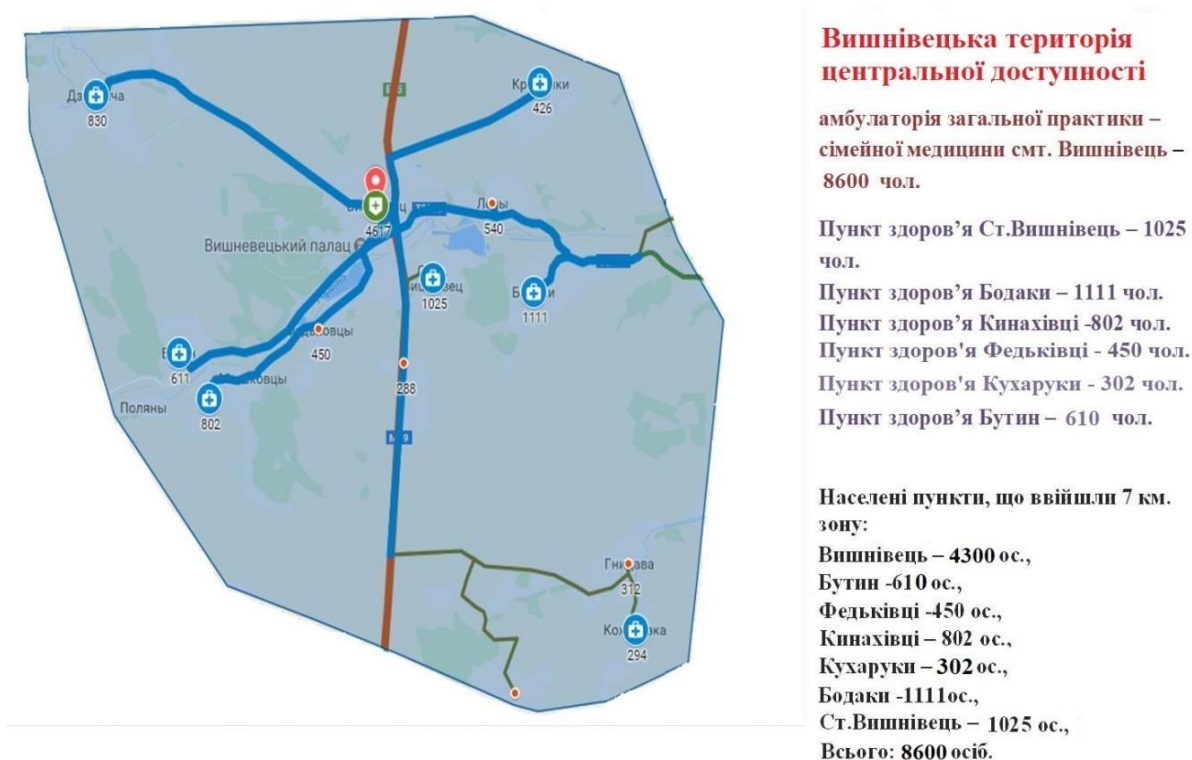 Вишнівецька територія
центральної доступності
амбулаторія загальної практики –
сімейної медицини смт. Вишнівець –
8600 чол.
Пункт здоров’я Ст.Вишнівець – 1025
чол.
Пункт здоров’я Бодаки – 1111 чол.
Пункт здоров’я Кинахівці -802 чол.
Пункт здоров'я Федьківці - 450 чол.
Пункт здоров'я Кухаруки - 302 чол.
Пункт здоров’я Бутин – 610 чол.
Населені пункти, що ввійшли 7 км.
зону:
Вишнівець – 4300 ос.,
Бутин -610 ос.,
Федьківці -450 ос.,
Кинахівці – 802 ос.,
Кухаруки – 302 ос.,
Бодаки -1111ос.,
Ст.Вишнівець – 1025 ос.,
Всього: 8600 осіб.
830
426
4617
540
Вишневецький палац
1025
1111
450
611
Поляны
802
288
312
294